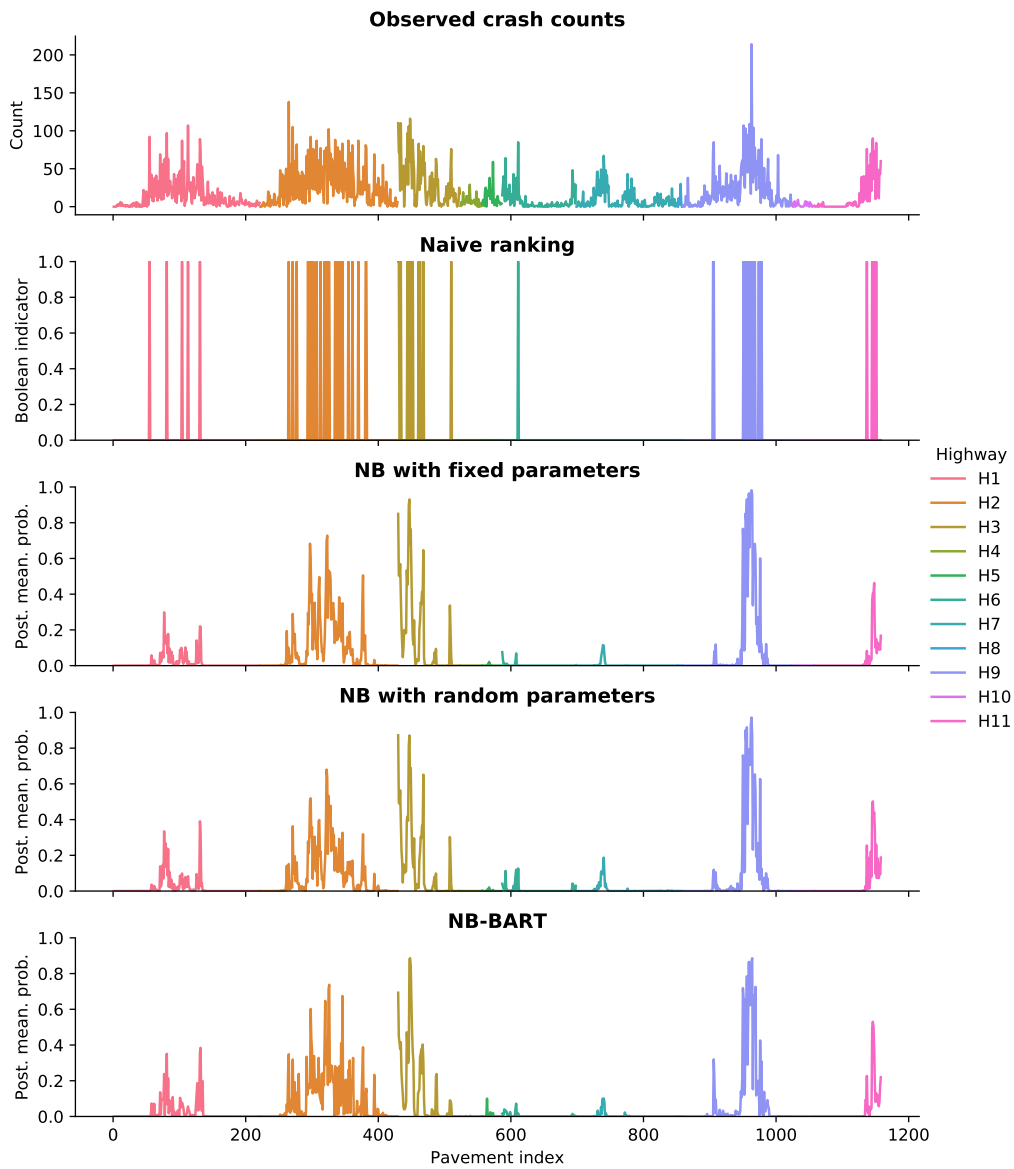 Observed crash counts
200
150
100
50
0
Count
Naive ranking
1.0
0.8
0.6
0.4
0.2
0.0
Boolean indicator
NB with fixed parameters
1.0
0.8
0.6
0.4
0.2
0.0
Post. mean. prob.
Highway
H1
H2
H3
H4
H5
H6
H7
H8
H9
H10
H11
NB with random parameters
1.0
0.8
0.6
0.4
0.2
0.0
Post. mean. prob.
NB-BART
1.0
0.8
0.6
0.4
0.2
0.0
Post. mean. prob.
0 200 400 600 800 1000 1200
Pavement index